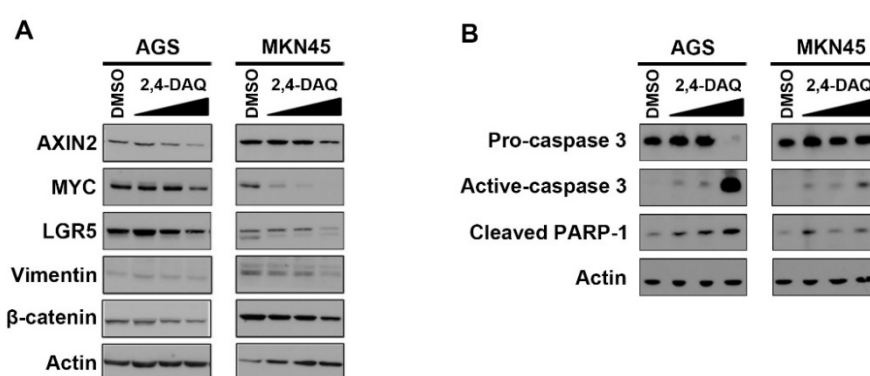 A
AGS
MKN45
DMSO
2,4-DAQ
DMSO
2,4-DAQ
AXIN2
MYC
LGR5
Vimentin
β-catenin
Actin
B
AGS
MKN45
DMSO
2,4-DAQ
DMSO
2,4-DAQ
Pro-caspase 3
Active-caspase 3
Cleaved PARP-1
Actin